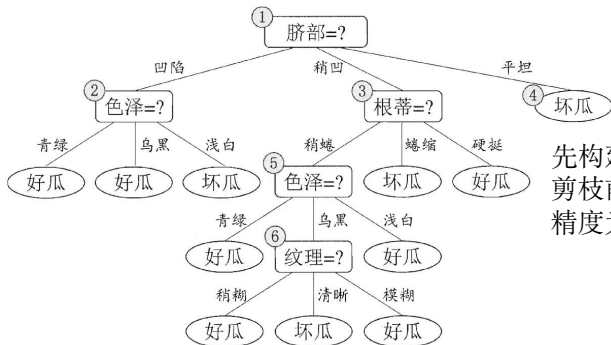 ① 脐部=?
凹陷 稍凹 平坦
② 色泽=? ③ 根蒂=? ④ 坏瓜
青绿 乌黑 浅白 稍蜷 蜷缩 硬挺
好瓜 好瓜 坏瓜 ⑤ 色泽=? 坏瓜 好瓜
青绿 乌黑 浅白
好瓜 ⑥ 纹理=? 好瓜
稍糊 清晰 模糊
好瓜 坏瓜 好瓜
先构
剪枝
精度